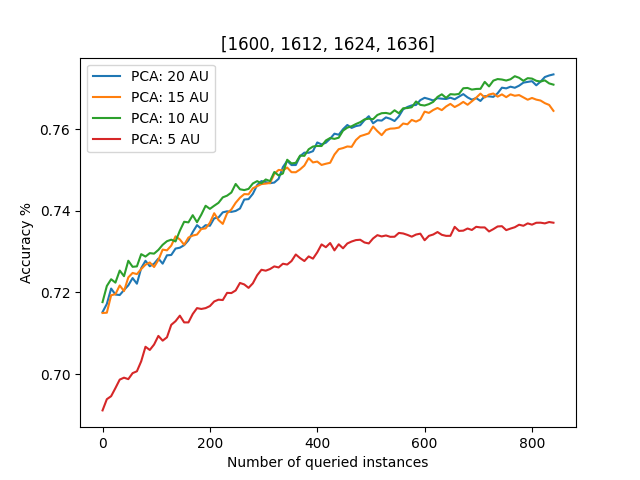 [1600, 1612, 1624, 1636]
PCA: 20 AU
PCA: 15 AU
PCA: 10 AU
PCA: 5 AU
0.76
0.74
0.72
0.70
Accuracy %
0 200 400 600 800
Number of queried instances